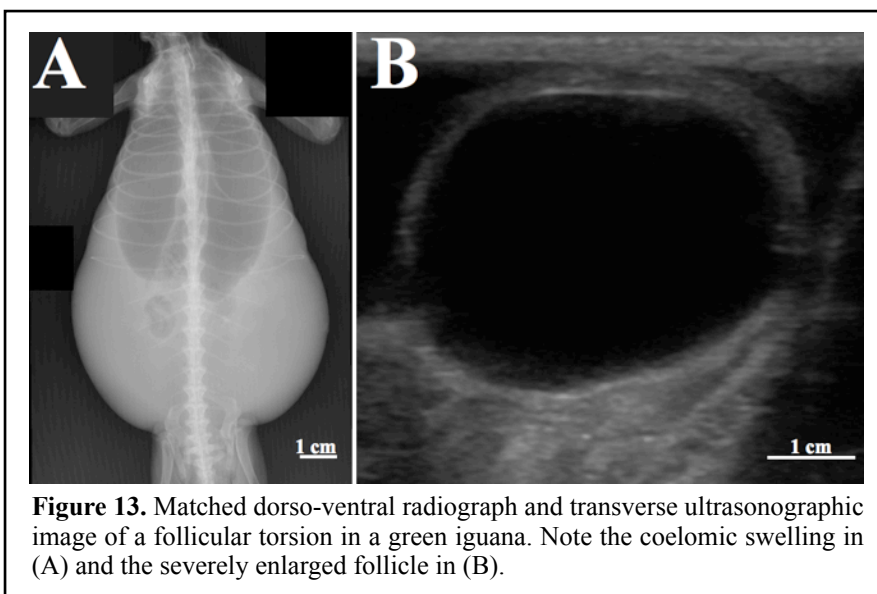 A
B
1 cm
1 cm
Figure 13. Matched dorso-ventral radiograph and transverse ultrasonographic
image of a follicular torsion in a green iguana. Note the coelomic swelling in
(A) and the severely enlarged follicle in (B).